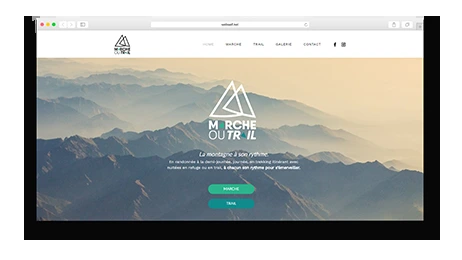 HOME MARCHE TRAIL GALERIE CONTACT
MARCHE
OU TRAIL
MARCHE
OU TRAIL
La montagne à son rythme.
En randonnée à la demi-journée, journée, en trekking itinérant avec
nuitées en refuge ou en trail, à chacun son rythme pour s'émerveiller.
MARCHE
TRAIL